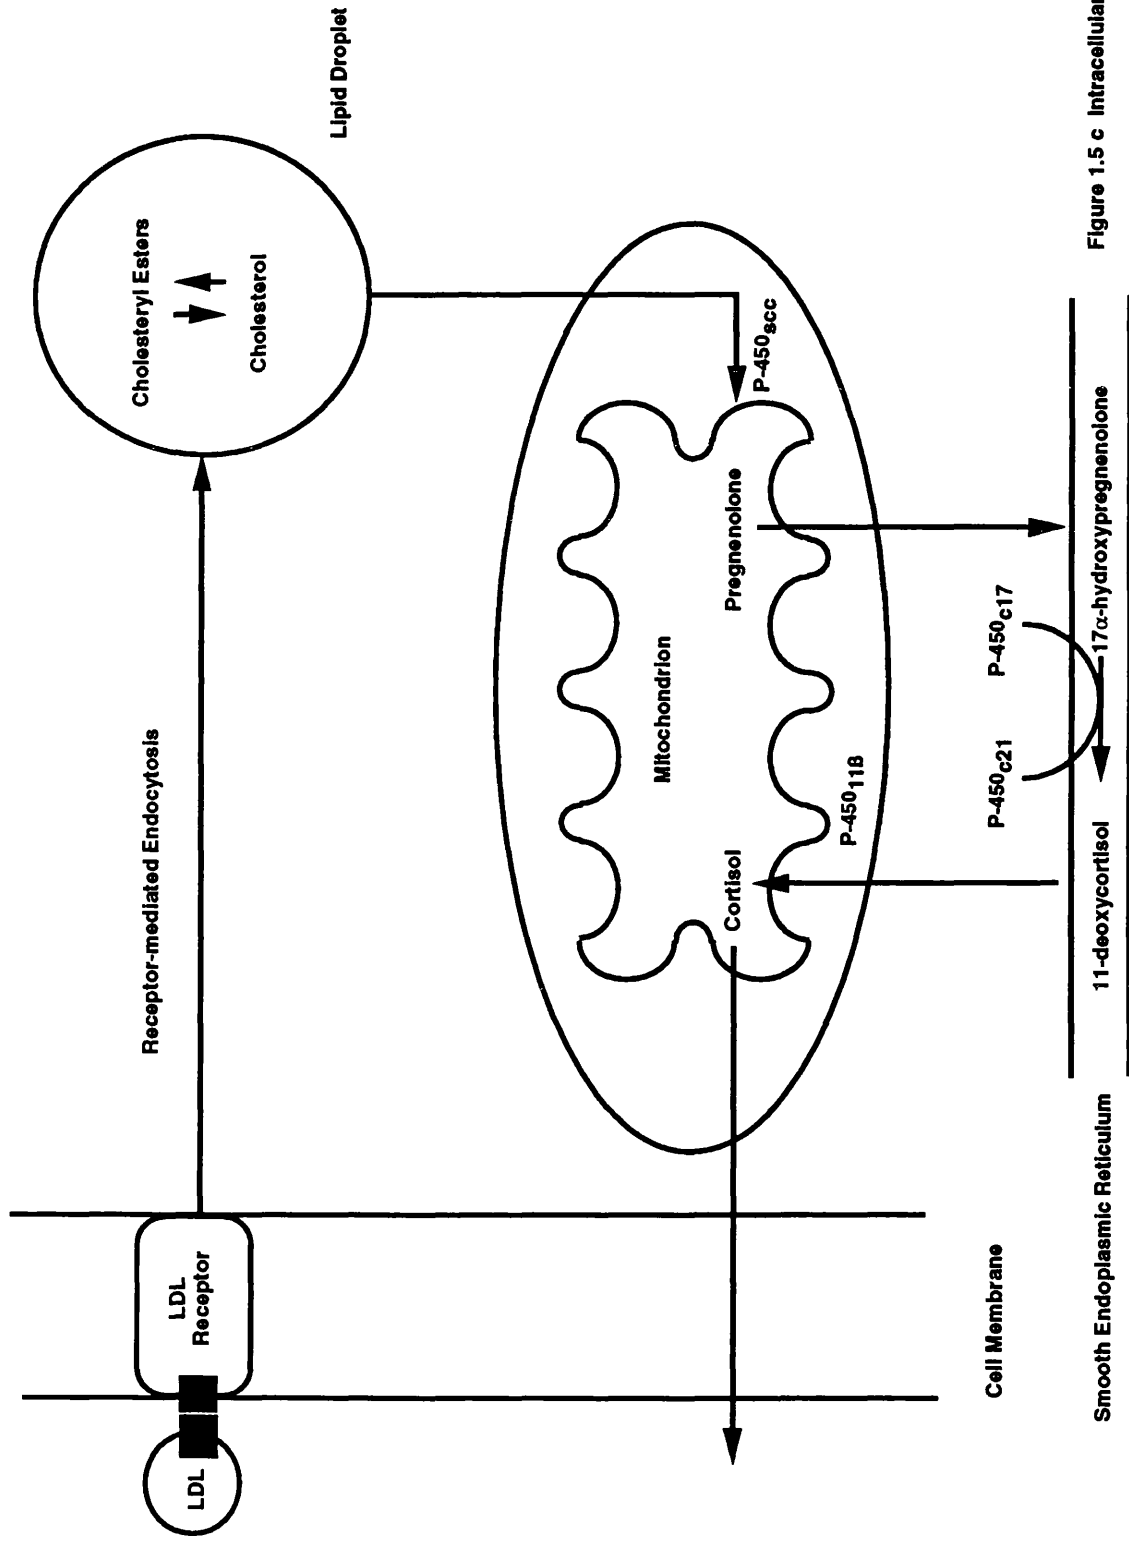 LDL
LDL
Receptor
Receptor-mediated Endocytosis
Cholesteryl Esters
Cholesterol
Lipid Droplet
Mitochondrion
Cortisol
Pregnenolone
P-450scc
P-45011ß
Cell Membrane
P-450c21
P-450c17
Smooth Endoplasmic Reticulum
11-deoxycortisol
17α-hydroxypregnenolone
Figure 1.5 c Intracellular